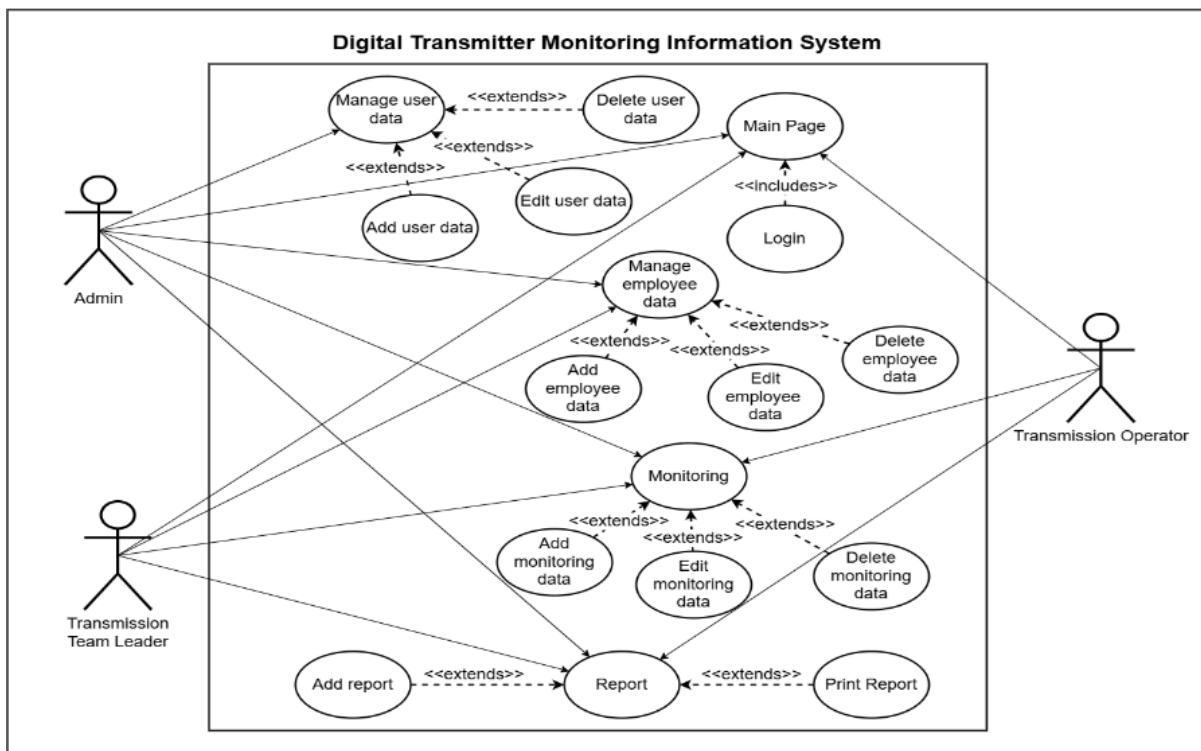 Digital Transmitter Monitoring Information System
Manage user
data
<<extends>>
Delete user
data
Main Page
<<extends>>
<<extends>>
<<includes>>
Add user data
Edit user data
Login
Admin
Manage
employee
data
<<extends>>
<<extends>>
<<extends>>
Add
employee
data
Edit
employee
data
Delete
employee
data
Transmission Operator
Monitoring
<<extends>>
<<extends>>
<<extends>>
Add
monitoring
data
Edit
monitoring
data
Delete
monitoring
data
Transmission
Team Leader
Add report
<<extends>>
Report
<<extends>>
Print Report